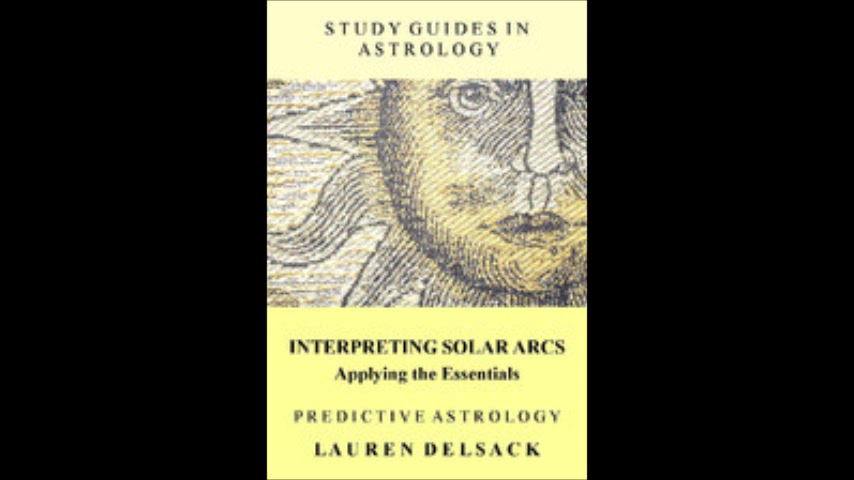 STUDY GUIDES IN
ASTROLOGY
INTERPRETING SOLAR ARCS
Applying the Essentials
PREDICTIVE ASTROLOGY
LAUREN DELSACK